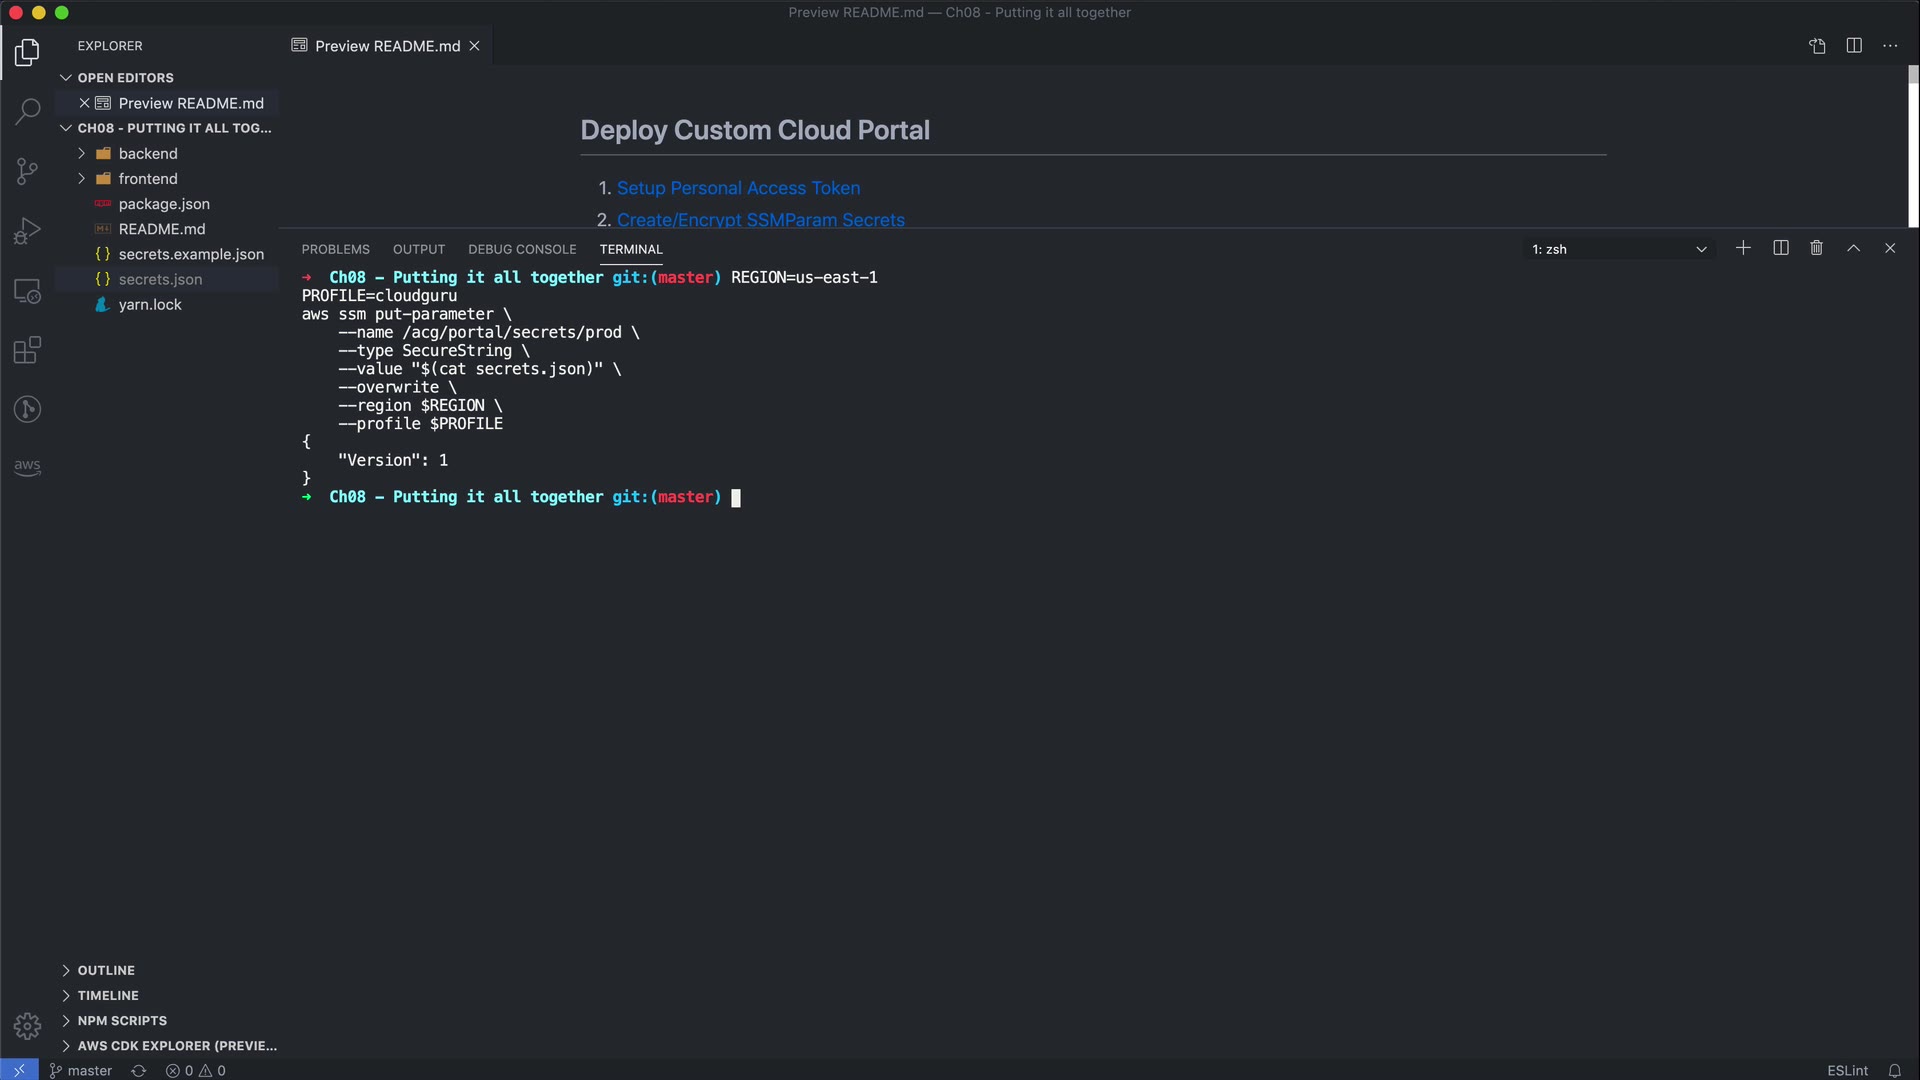 Preview README.md — Ch08 - Putting it all together
EXPLORER
Preview README.md
OPEN EDITORS
Preview README.md
CH08 - PUTTING IT ALL TOG...
backend
frontend
package.json
README.md
secrets.example.json
secrets.json
yarn.lock
aws
Deploy Custom Cloud Portal
1. Setup Personal Access Token
2. Create/Encrypt SSMParam Secrets
PROBLEMS OUTPUT DEBUG CONSOLE TERMINAL 1: zsh
➜ Ch08 – Putting it all together git:(master) REGION=us-east-1
PROFILE=cloudguru
aws ssm put-parameter \
--name /acg/portal/secrets/prod \
--type SecureString \
--value "$(cat secrets.json)" \
--overwrite \
--region $REGION \
--profile $PROFILE
{
"Version": 1
}
➜ Ch08 – Putting it all together git:(master)
OUTLINE
TIMELINE
NPM SCRIPTS
AWS CDK EXPLORER (PREVIE...
master 0 0 ESLint